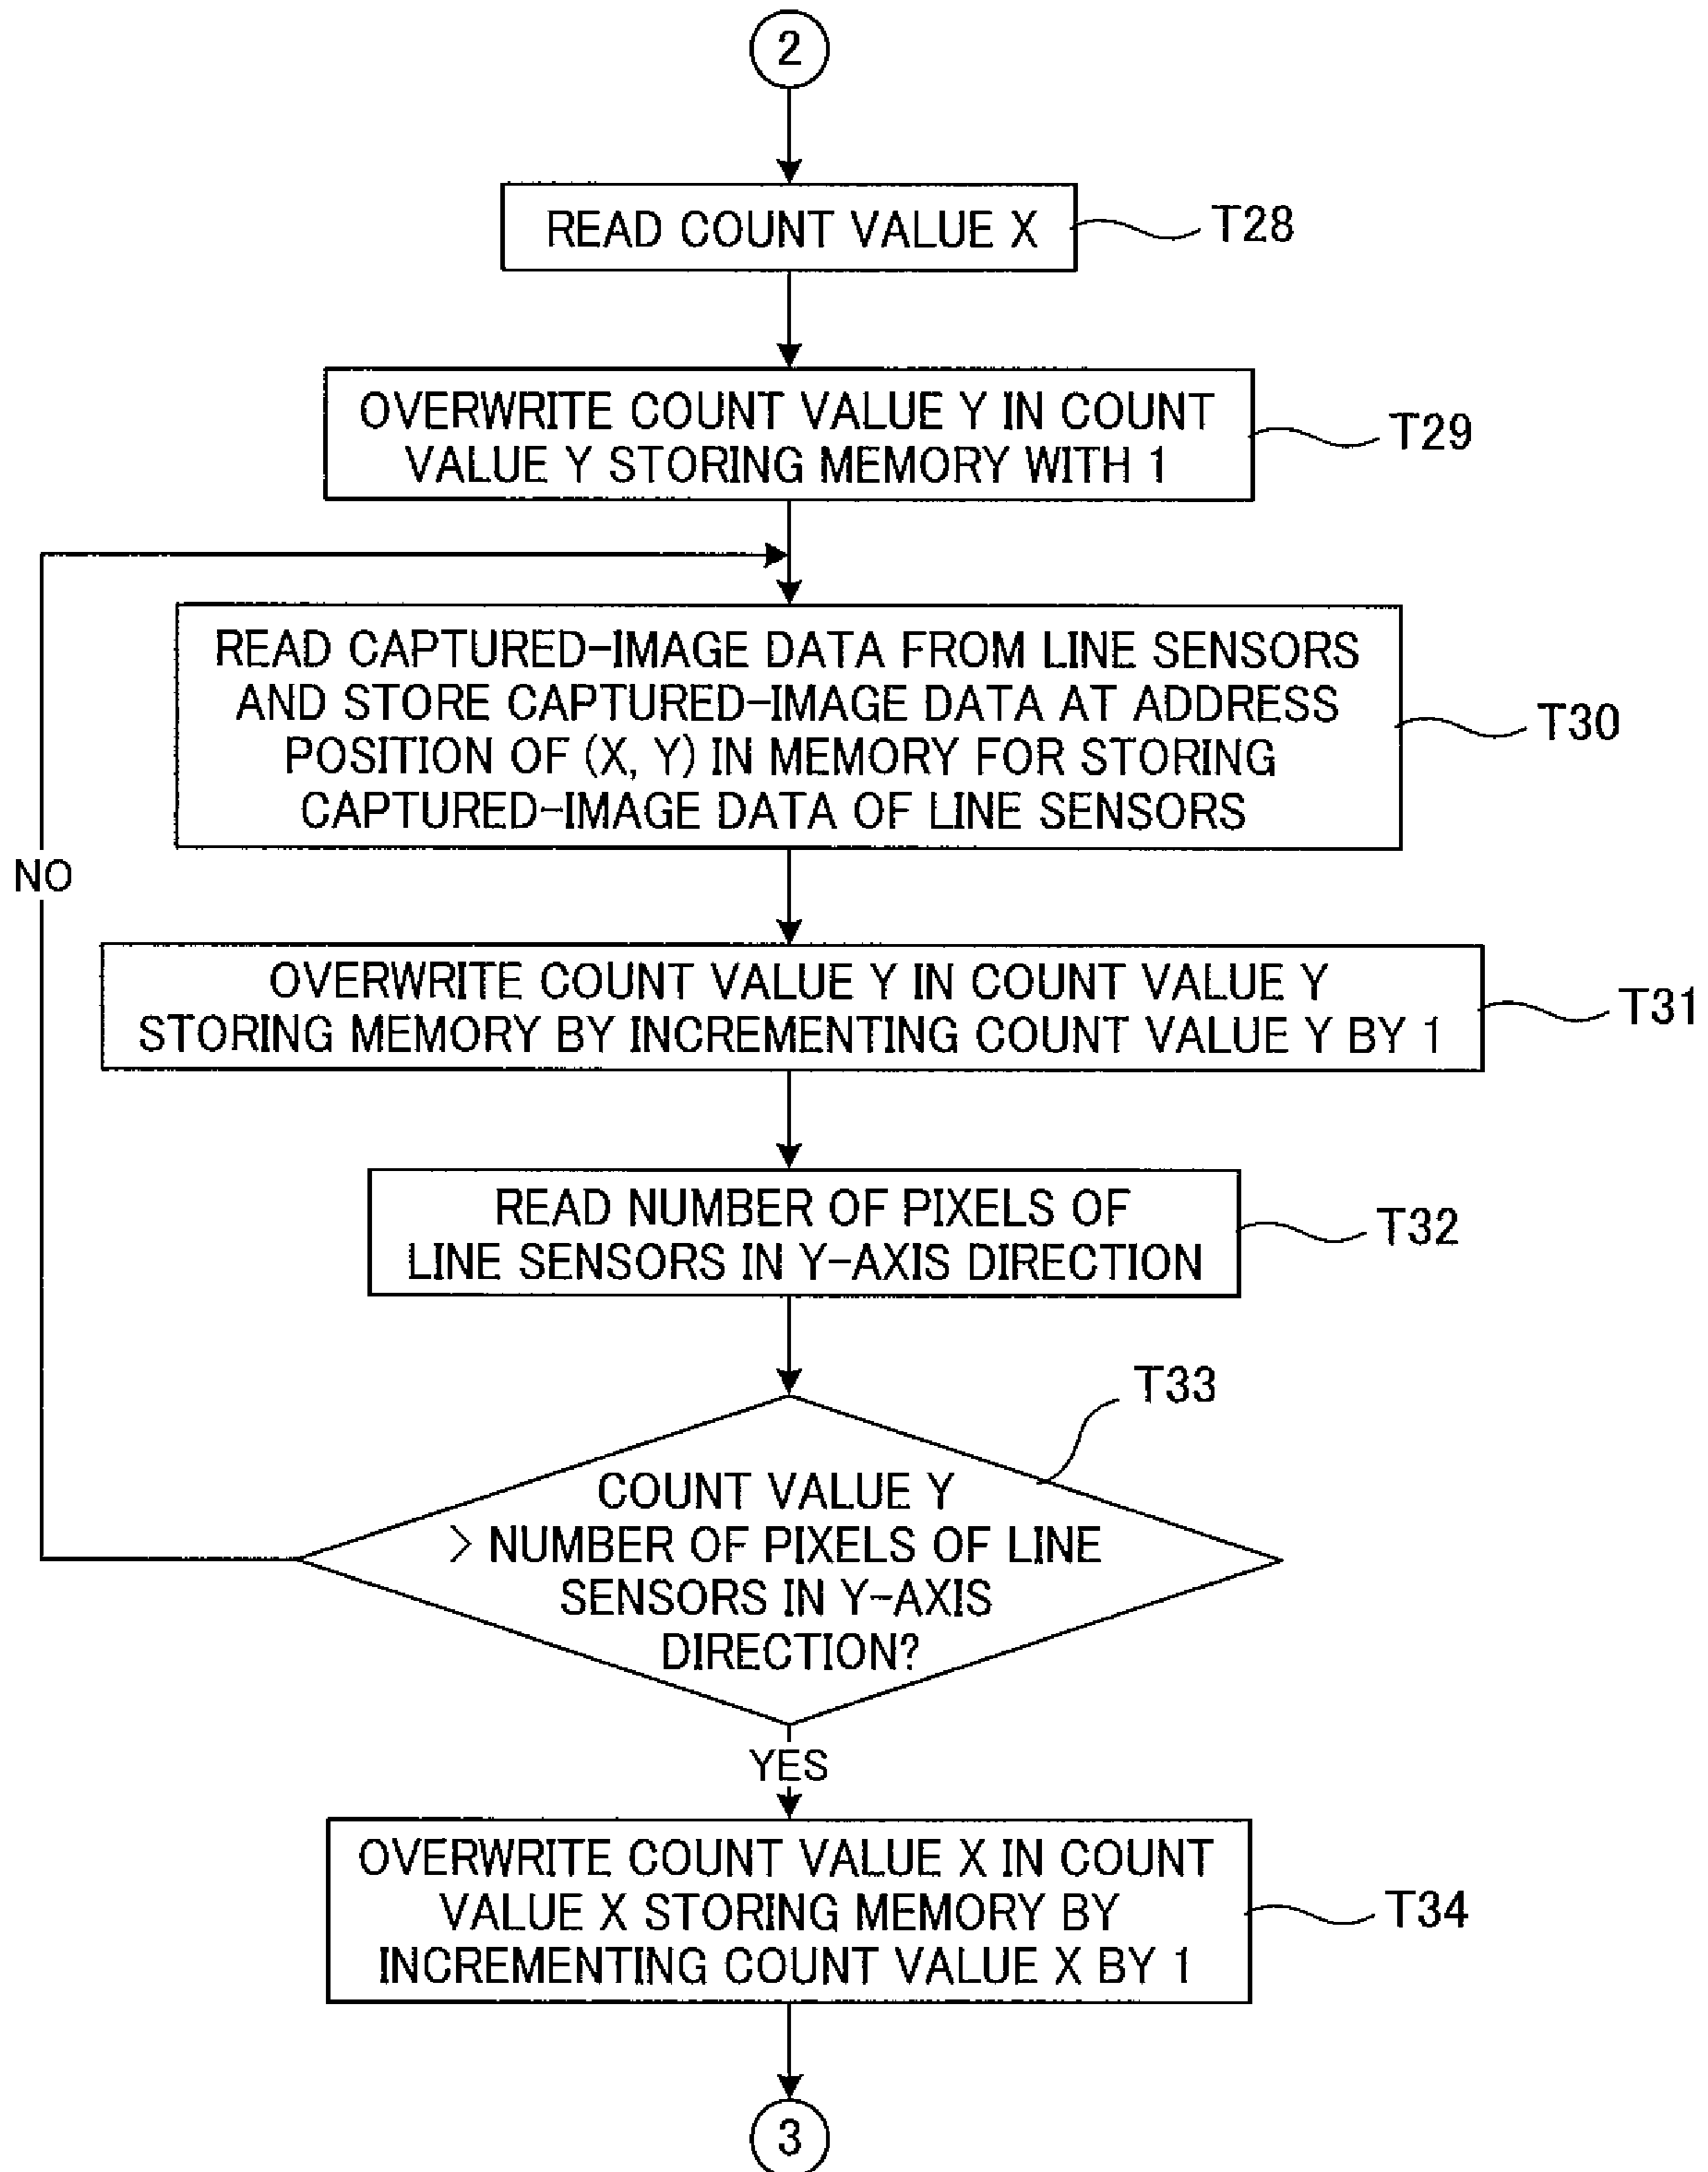 2
READ COUNT VALUE X
T28
OVERWRITE COUNT VALUE Y IN COUNT
VALUE Y STORING MEMORY WITH 1
T29
READ CAPTURED-IMAGE DATA FROM LINE SENSORS
AND STORE CAPTURED-IMAGE DATA AT ADDRESS
POSITION OF (X, Y) IN MEMORY FOR STORING
CAPTURED-IMAGE DATA OF LINE SENSORS
T30
NO
OVERWRITE COUNT VALUE Y IN COUNT VALUE Y
STORING MEMORY BY INCREMENTING COUNT VALUE Y BY 1
T31
READ NUMBER OF PIXELS OF
LINE SENSORS IN Y-AXIS DIRECTION
T32
T33
COUNT VALUE Y
> NUMBER OF PIXELS OF LINE
SENSORS IN Y-AXIS
DIRECTION?
YES
OVERWRITE COUNT VALUE X IN COUNT
VALUE X STORING MEMORY BY
INCREMENTING COUNT VALUE X BY 1
T34
3